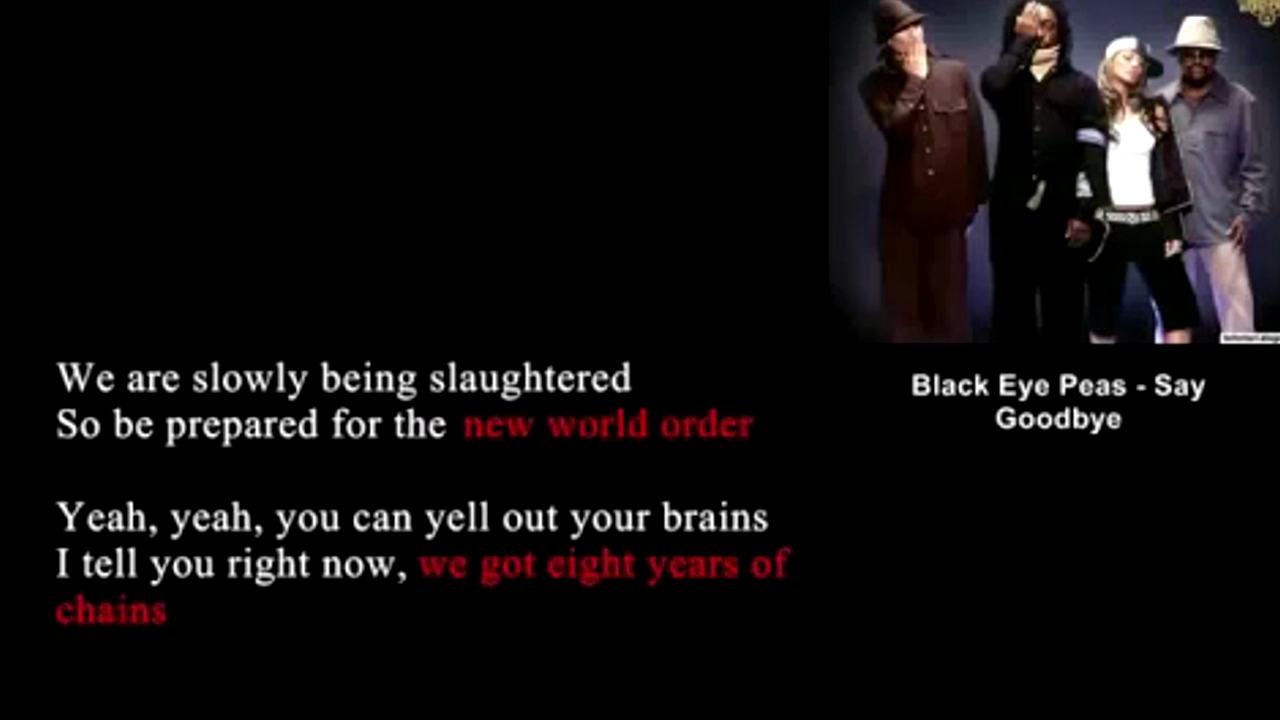 We are slowly being slaughtered
So be prepared for the new world order
Yeah, yeah, you can yell out your brains
I tell you right now, we got eight years of
chains
Black Eye Peas - Say
Goodbye